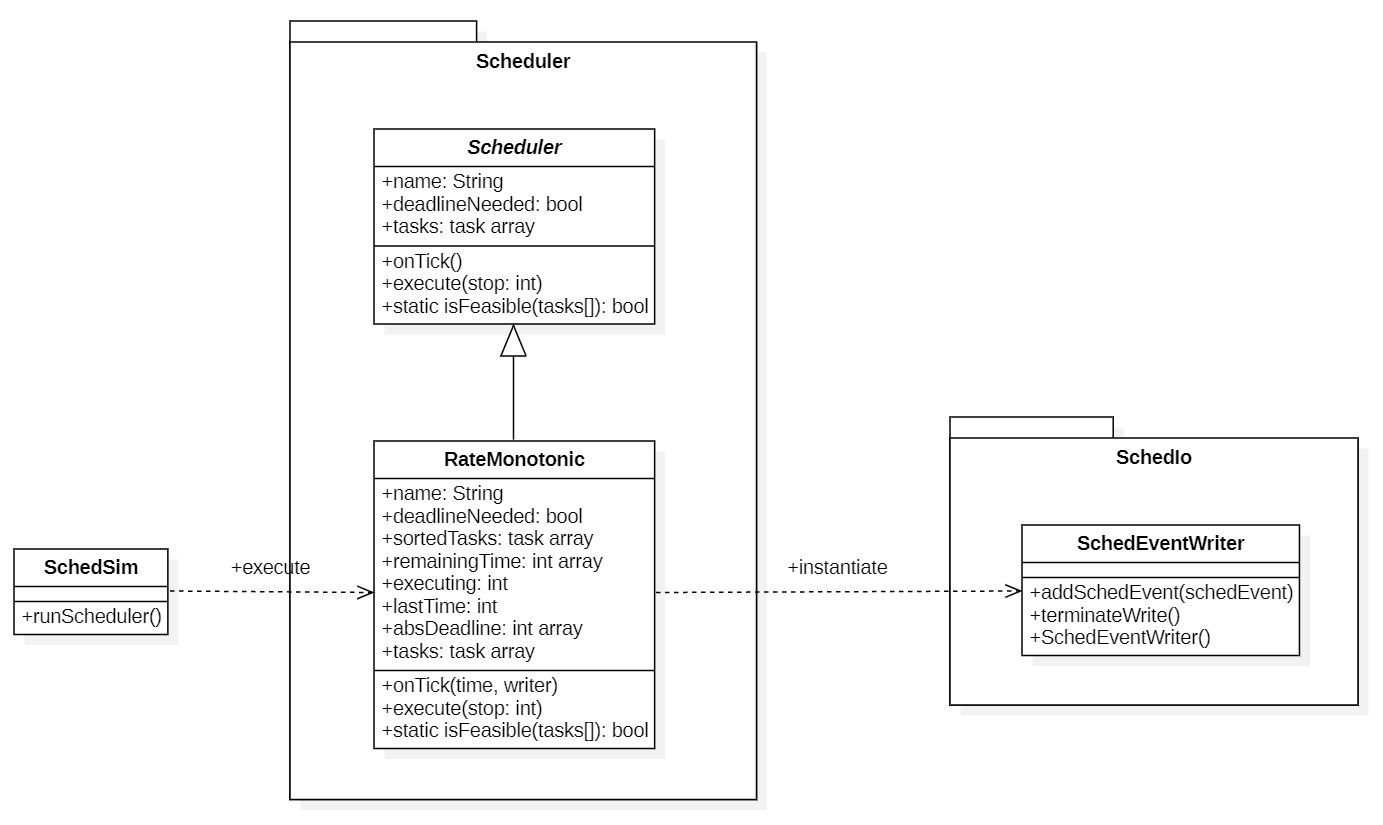 Scheduler
Scheduler
+name: String
+deadlineNeeded: bool
+tasks: task array
+onTick()
+execute(stop: int)
+static isFeasible(tasks[]): bool
RateMonotonic
+name: String
+deadlineNeeded: bool
+sortedTasks: task array
+remainingTime: int array
+executing: int
+lastTime: int
+absDeadline: int array
+tasks: task array
+onTick(time, writer)
+execute(stop: int)
+static isFeasible(tasks[]): bool
SchedSim
+runScheduler()
+execute
+instantiate
SchedIo
SchedEventWriter
+addSchedEvent(schedEvent)
+terminateWrite()
+SchedEventWriter()